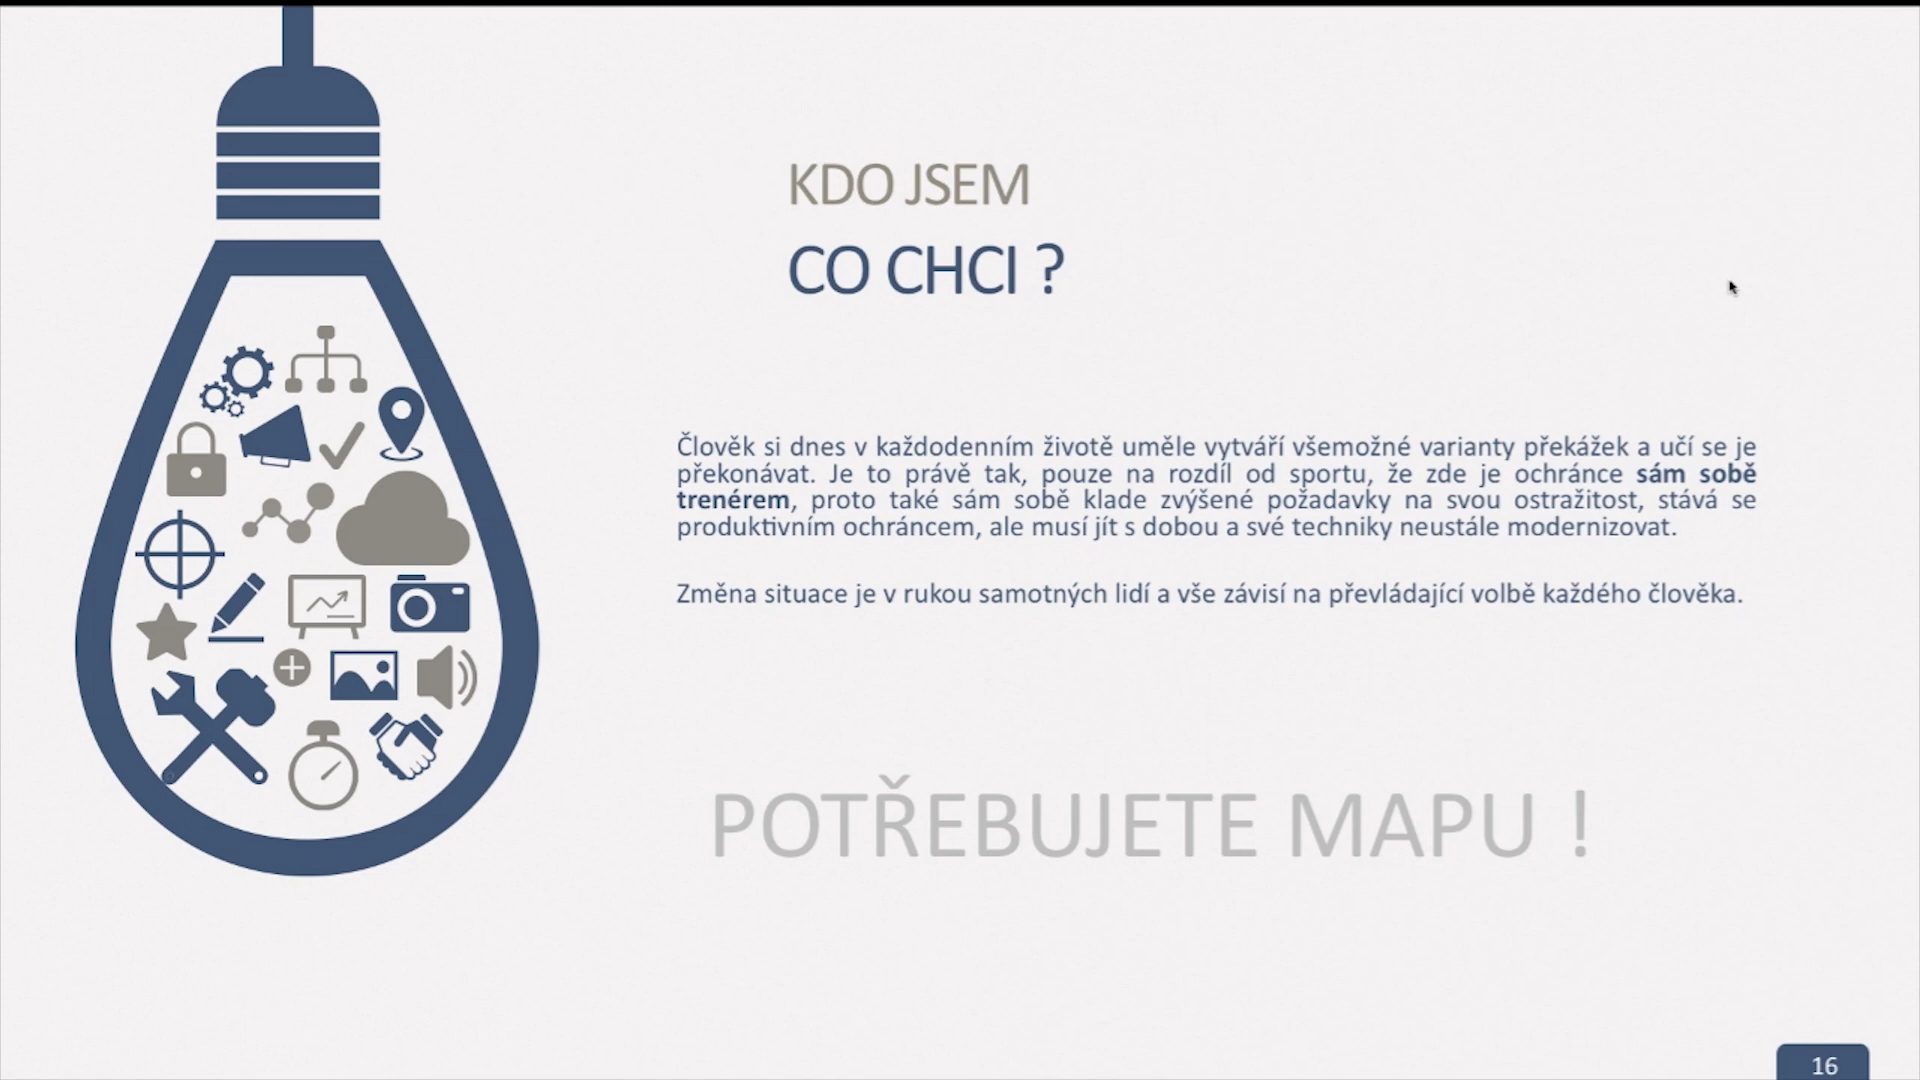 KDO JSEM
CO CHCI ?
Člověk si dnes v každodenním životě uměle vytváří všemožné varianty překážek a učí se je
překonávat. Je to právě tak, pouze na rozdíl od sportu, že zde je ochránce sám sobě
trenérem, proto také sám sobě klade zvýšené požadavky na svou ostražitost, stává se
produktivním ochráncem, ale musí jít s dobou a své techniky neustále modernizovat.
Změna situace je v rukou samotných lidí a vše závisí na převládající volbě každého člověka.
POTŘEBUJETE MAPU !
16